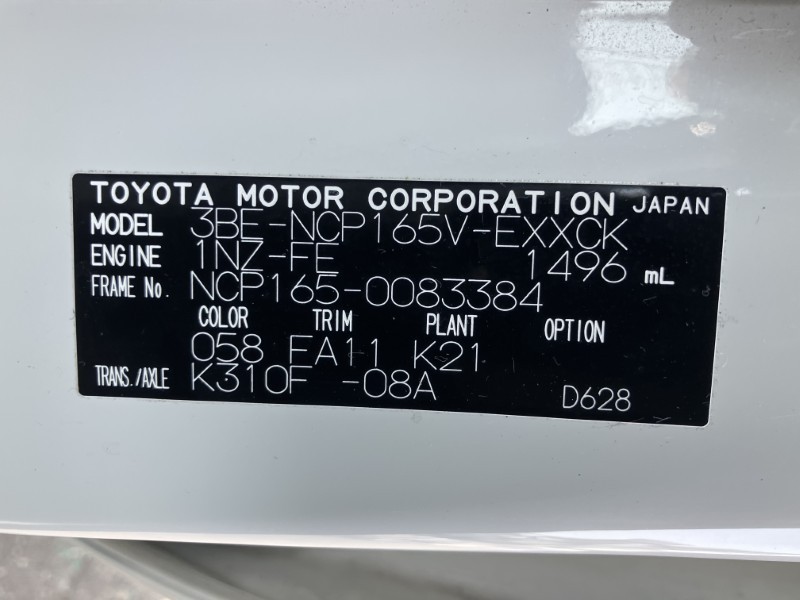 TOYOTA MOTOR CORPORATION JAPAN
MODEL 3BE-NCP165V-EXXCK
ENGINE 1NZ-FE 1496 mL
FRAME No. NCP165-0083384
COLOR TRIM PLANT OPTION
058 FA11 K21
TRANS./AXLE K310F -08A D628